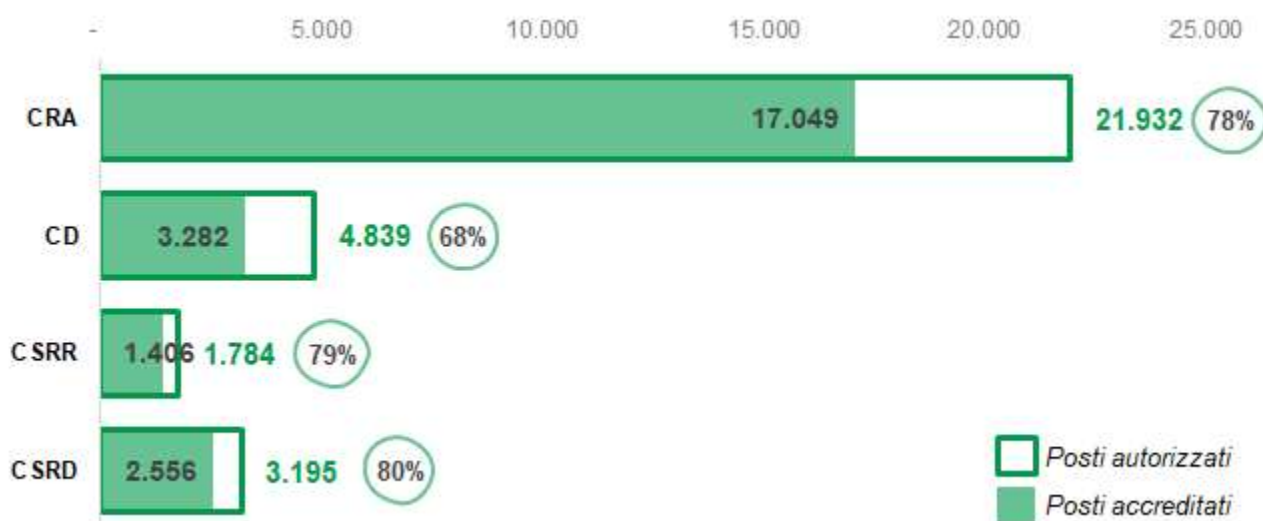 - 5.000 10.000 15.000 20.000 25.000
CRA 17.049 21.932 78%
CD 3.282 4.839 68%
CSRR 1.406 1.784 79%
CSRD 2.556 3.195 80%
Posti autorizzati
Posti accreditati